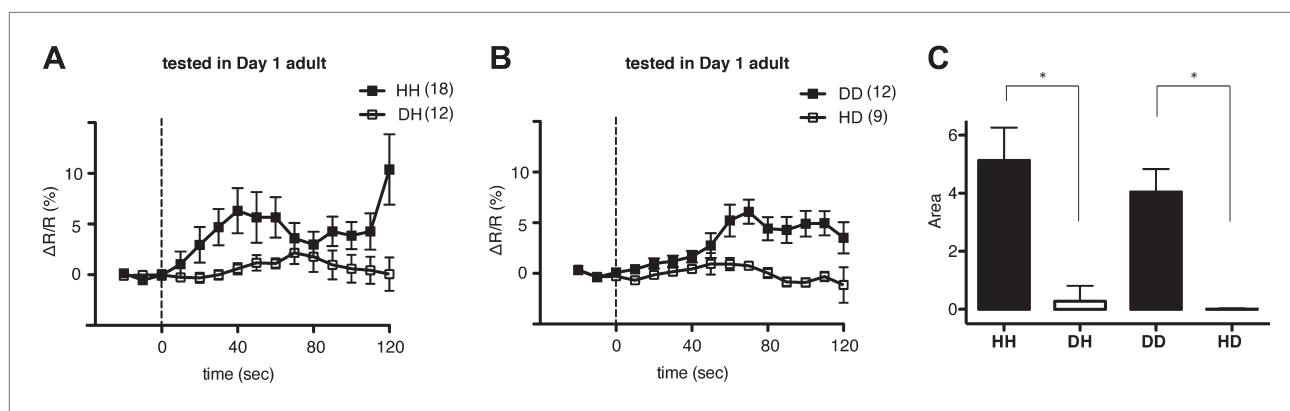 A
tested in Day 1 adult
HH (18)
DH (12)
ΔR/R (%)
10
5
0
0
40
80
120
time (sec)
B
tested in Day 1 adult
DD (12)
HD (9)
ΔR/R (%)
10
5
0
0
40
80
120
time (sec)
C
*
*
Area
6
4
2
0
HH
DH
DD
HD